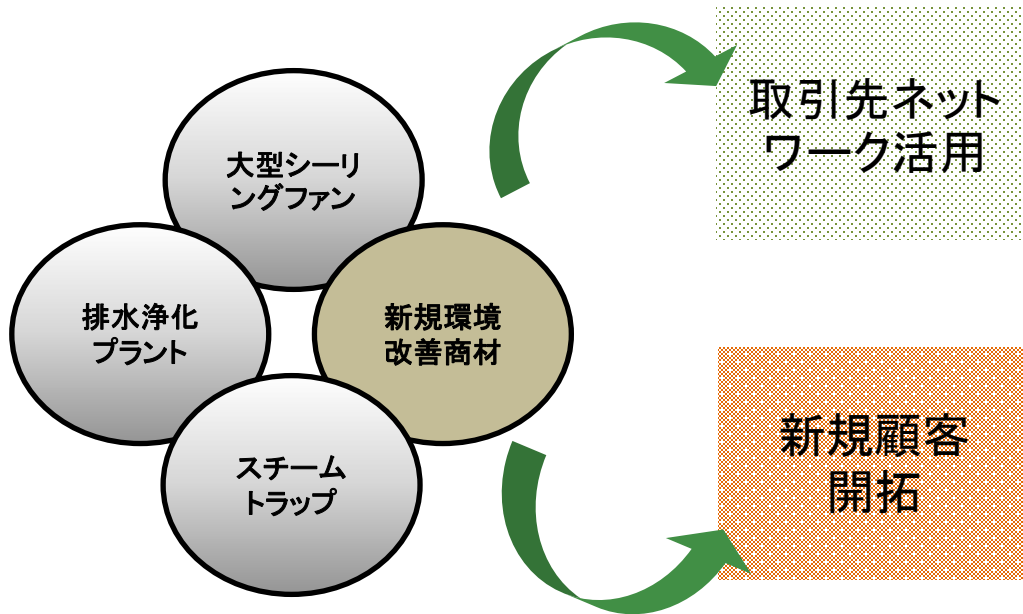 大型シーリ
ングファン
排水浄化
プラント
新規環境
改善商材
スチーム
トラップ
取引先ネット
ワーク活用
新規顧客
開拓